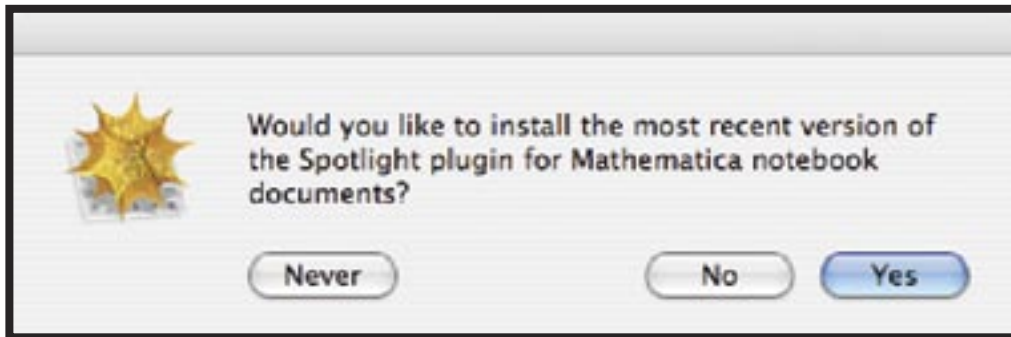 Would you like to install the most recent version of
the Spotlight plugin for Mathematica notebook
documents?
Never No Yes